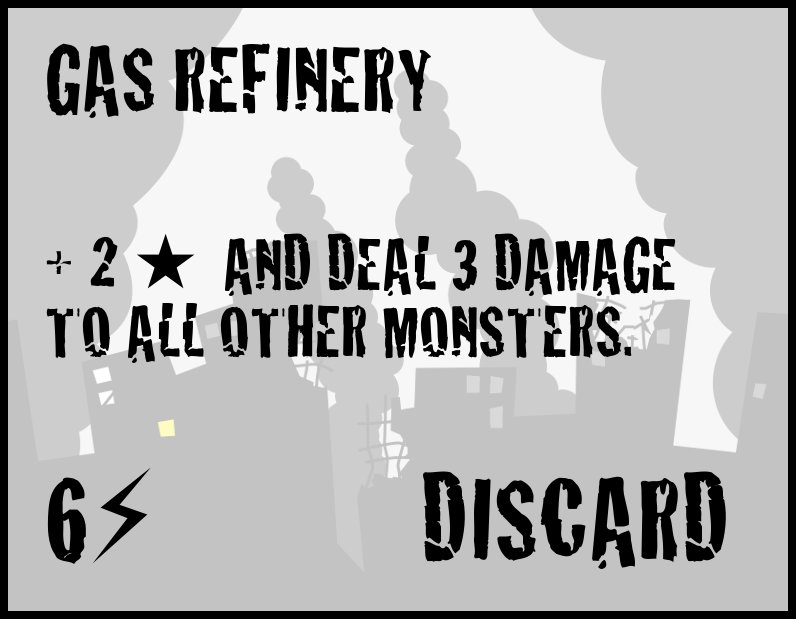 GAS REFINERY
+ 2 ★ AND DEAL 3 DAMAGE
TO ALL OTHER MONSTERS.
6⚡ DISCARD